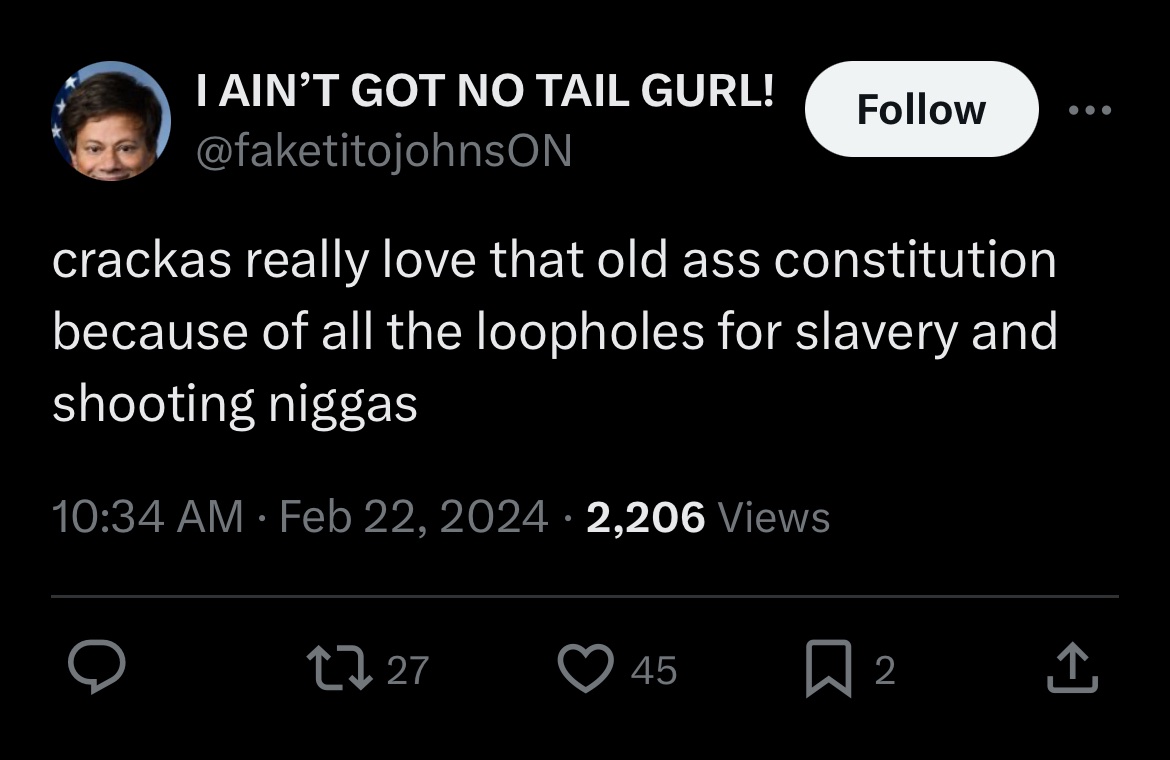 I AIN’T GOT NO TAIL GURL!
Follow
@faketitojohnsON
crackas really love that old ass constitution
because of all the loopholes for slavery and
shooting niggas
10:34 AM · Feb 22, 2024 · 2,206 Views
27
45
2